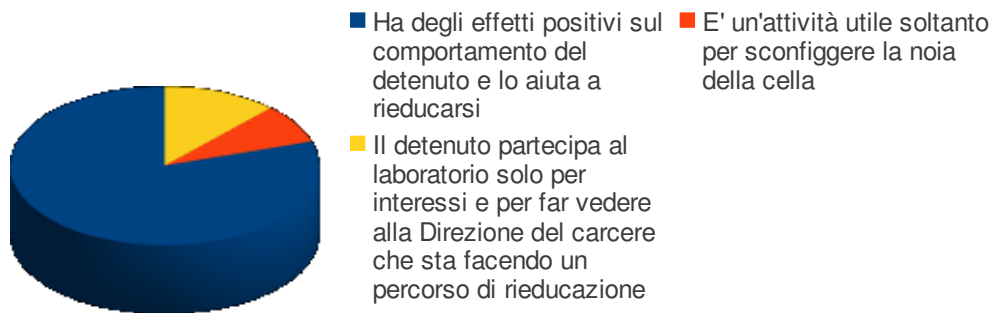 Ha degli effetti positivi sul
comportamento del
detenuto e lo aiuta a
rieducarsi
E' un'attività utile soltanto
per sconfiggere la noia
della cella
Il detenuto partecipa al
laboratorio solo per
interessi e per far vedere
alla Direzione del carcere
che sta facendo un
percorso di rieducazione